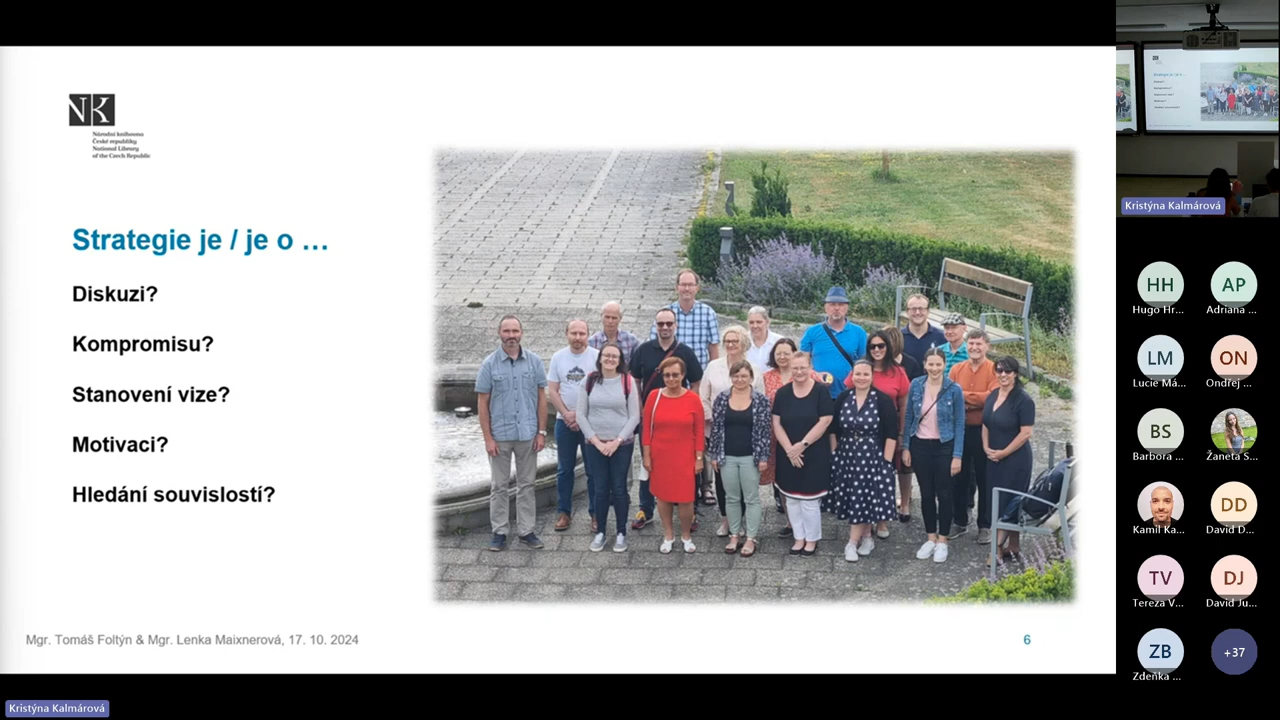 NK
Národní knihovna
České republiky
National Library
of the Czech Republic
Strategie je / je o …
Diskuzi?
Kompromisu?
Stanovení vize?
Motivaci?
Hledání souvislostí?
Mgr. Tomáš Foltýn & Mgr. Lenka Maixnerová, 17. 10. 2024
6
Kristýna Kalmárová
Kristýna Kalmárová
HH
AP
Hugo Hr...
Adriana ...
LM
ON
Lucie Má...
Ondřej ...
BS
Barbora ...
Žaneta S...
DD
Kamil Ka...
David D...
TV
DJ
Tereza V...
David Ju...
ZB
+37
Zdeňka ...